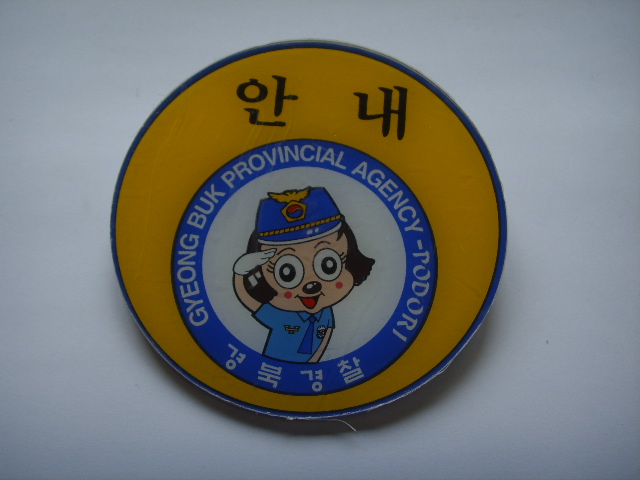 안 내
GYEONG BUK PROVINCIAL AGENCY-PODORI
경북경찰